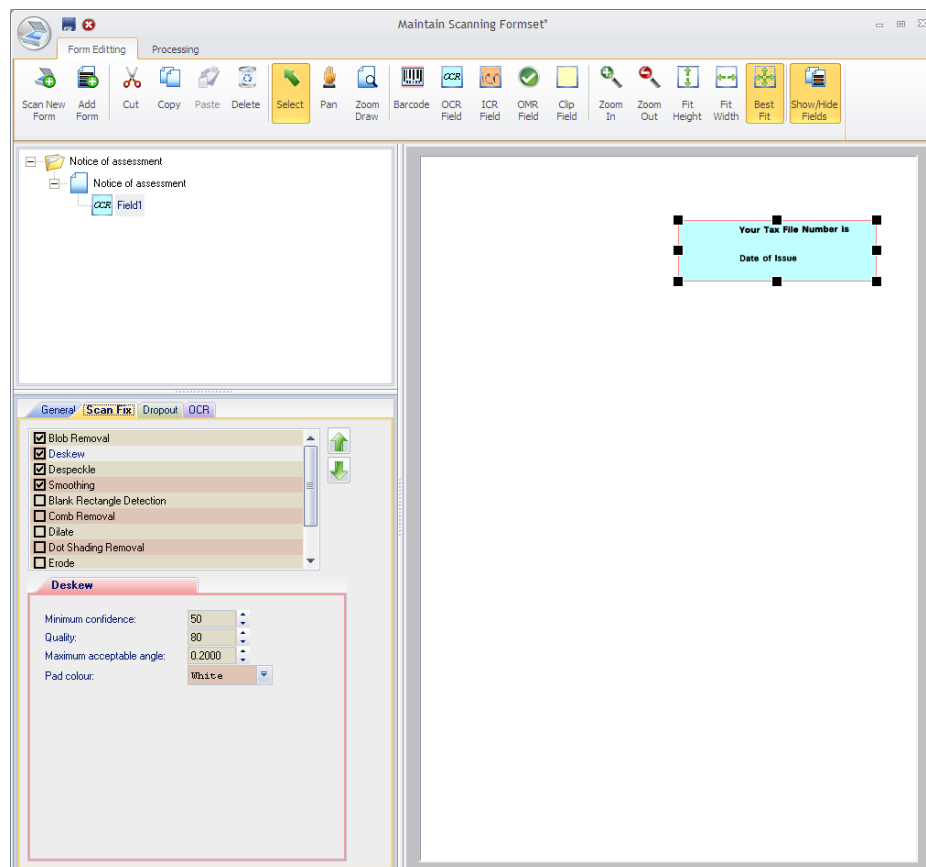 Maintain Scanning Formset*
Form Editting Processing
Scan New Form Add Form Cut Copy Paste Delete Select Pan Zoom Draw Barcode OCR Field ICR Field OMR Field Clip Field Zoom In Zoom Out Fit Height Fit Width Best Fit Show/Hide Fields
Notice of assessment
Notice of assessment
OCR Field1
Your Tax File Number is
Date of Issue
General Scan Fix Dropout OCR
Blob Removal
Deskew
Despeckle
Smoothing
Blank Rectangle Detection
Comb Removal
Dilate
Dot Shading Removal
Erode
Deskew
Minimum confidence: 50
Quality: 80
Maximum acceptable angle: 0.2000
Pad colour: White